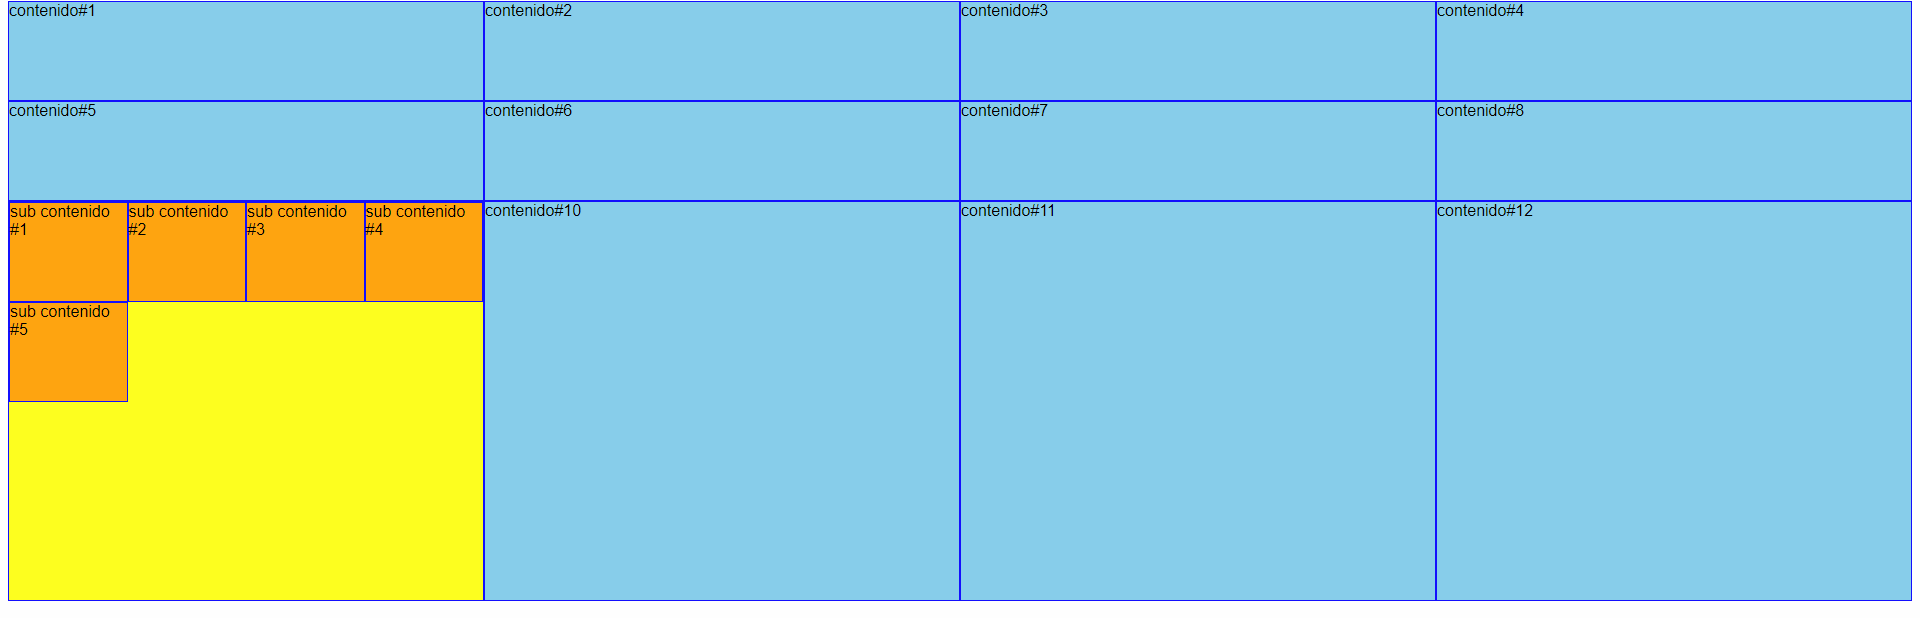 contenido#1
contenido#2
contenido#3
contenido#4
contenido#5
contenido#6
contenido#7
contenido#8
sub contenido
#1
sub contenido
#2
sub contenido
#3
sub contenido
#4
sub contenido
#5
contenido#10
contenido#11
contenido#12